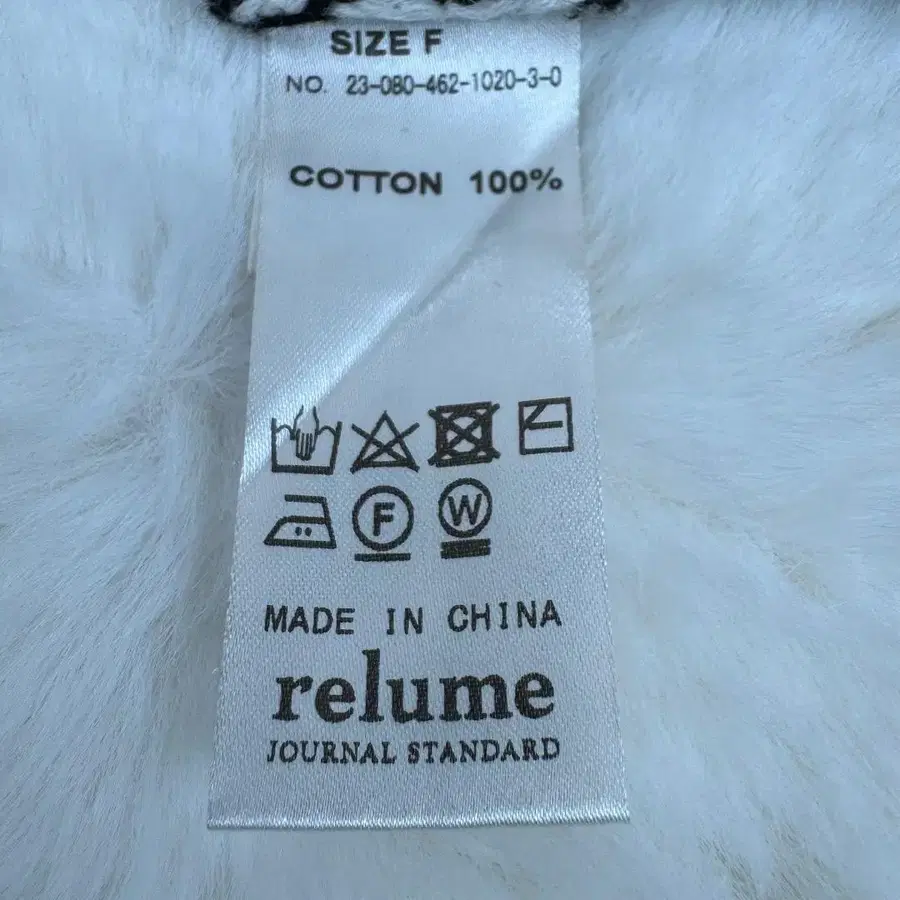 SIZE F
NO. 23-080-462-1020-3-0
COTTON 100%
F W
MADE IN CHINA
relume
JOURNAL STANDARD